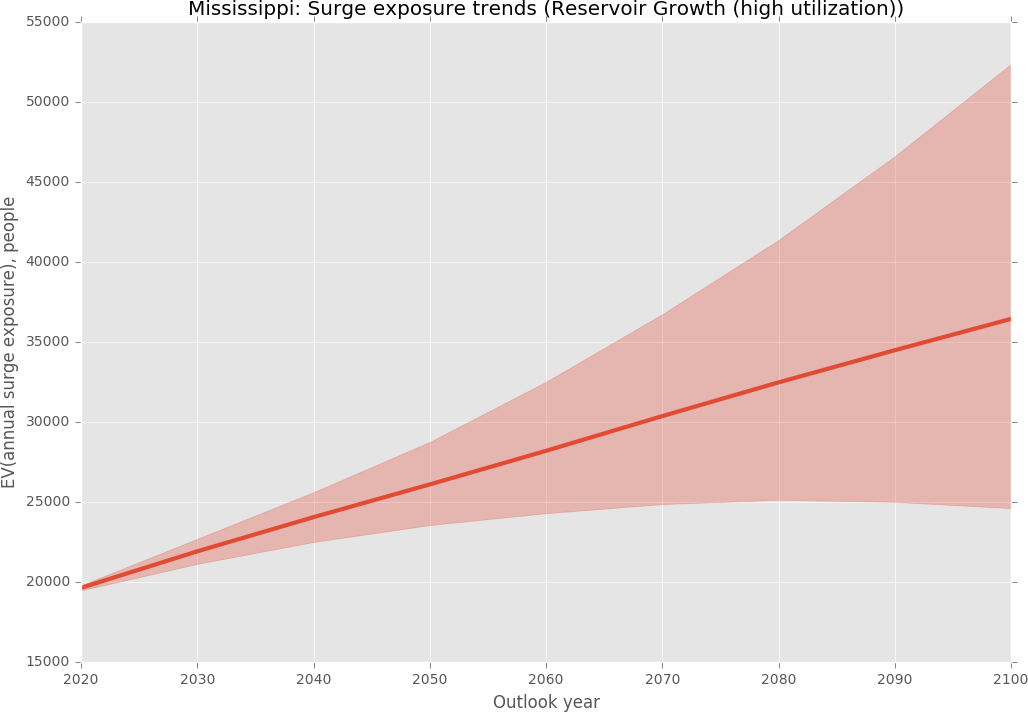 Mississippi: Surge exposure trends (Reservoir Growth (high utilization))
55000
50000
45000
40000
35000
30000
25000
20000
15000
EV(annual surge exposure), people
2020 2030 2040 2050 2060 2070 2080 2090 2100
Outlook year